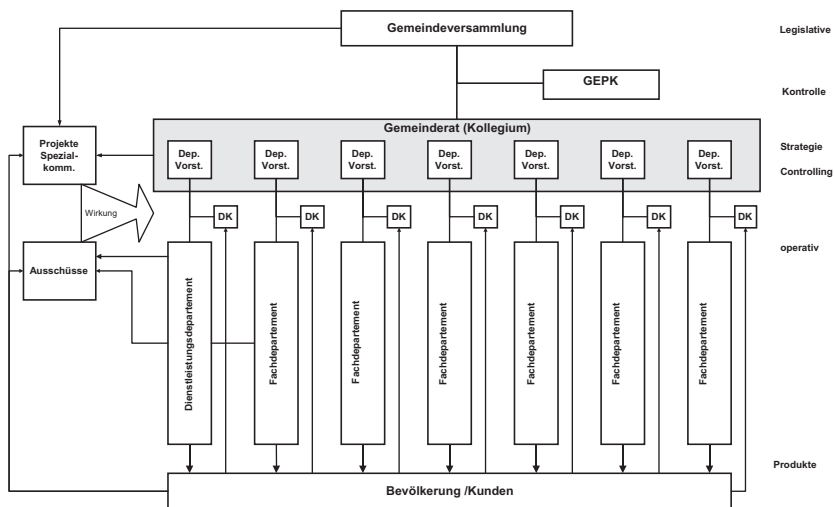 Gemeindeversammlung
Legislative
GEPK
Kontrolle
Gemeinderat (Kollegium)
Projekte
Spezial-
komm.
Dep.
Vorst.
Dep.
Vorst.
Dep.
Vorst.
Dep.
Vorst.
Dep.
Vorst.
Dep.
Vorst.
Dep.
Vorst.
Strategie
Controlling
Wirkung
DK
DK
DK
DK
DK
DK
DK
operativ
Ausschüsse
Dienstleistungsdepartement
Fachdepartement
Fachdepartement
Fachdepartement
Fachdepartement
Fachdepartement
Fachdepartement
Produkte
Bevölkerung /Kunden